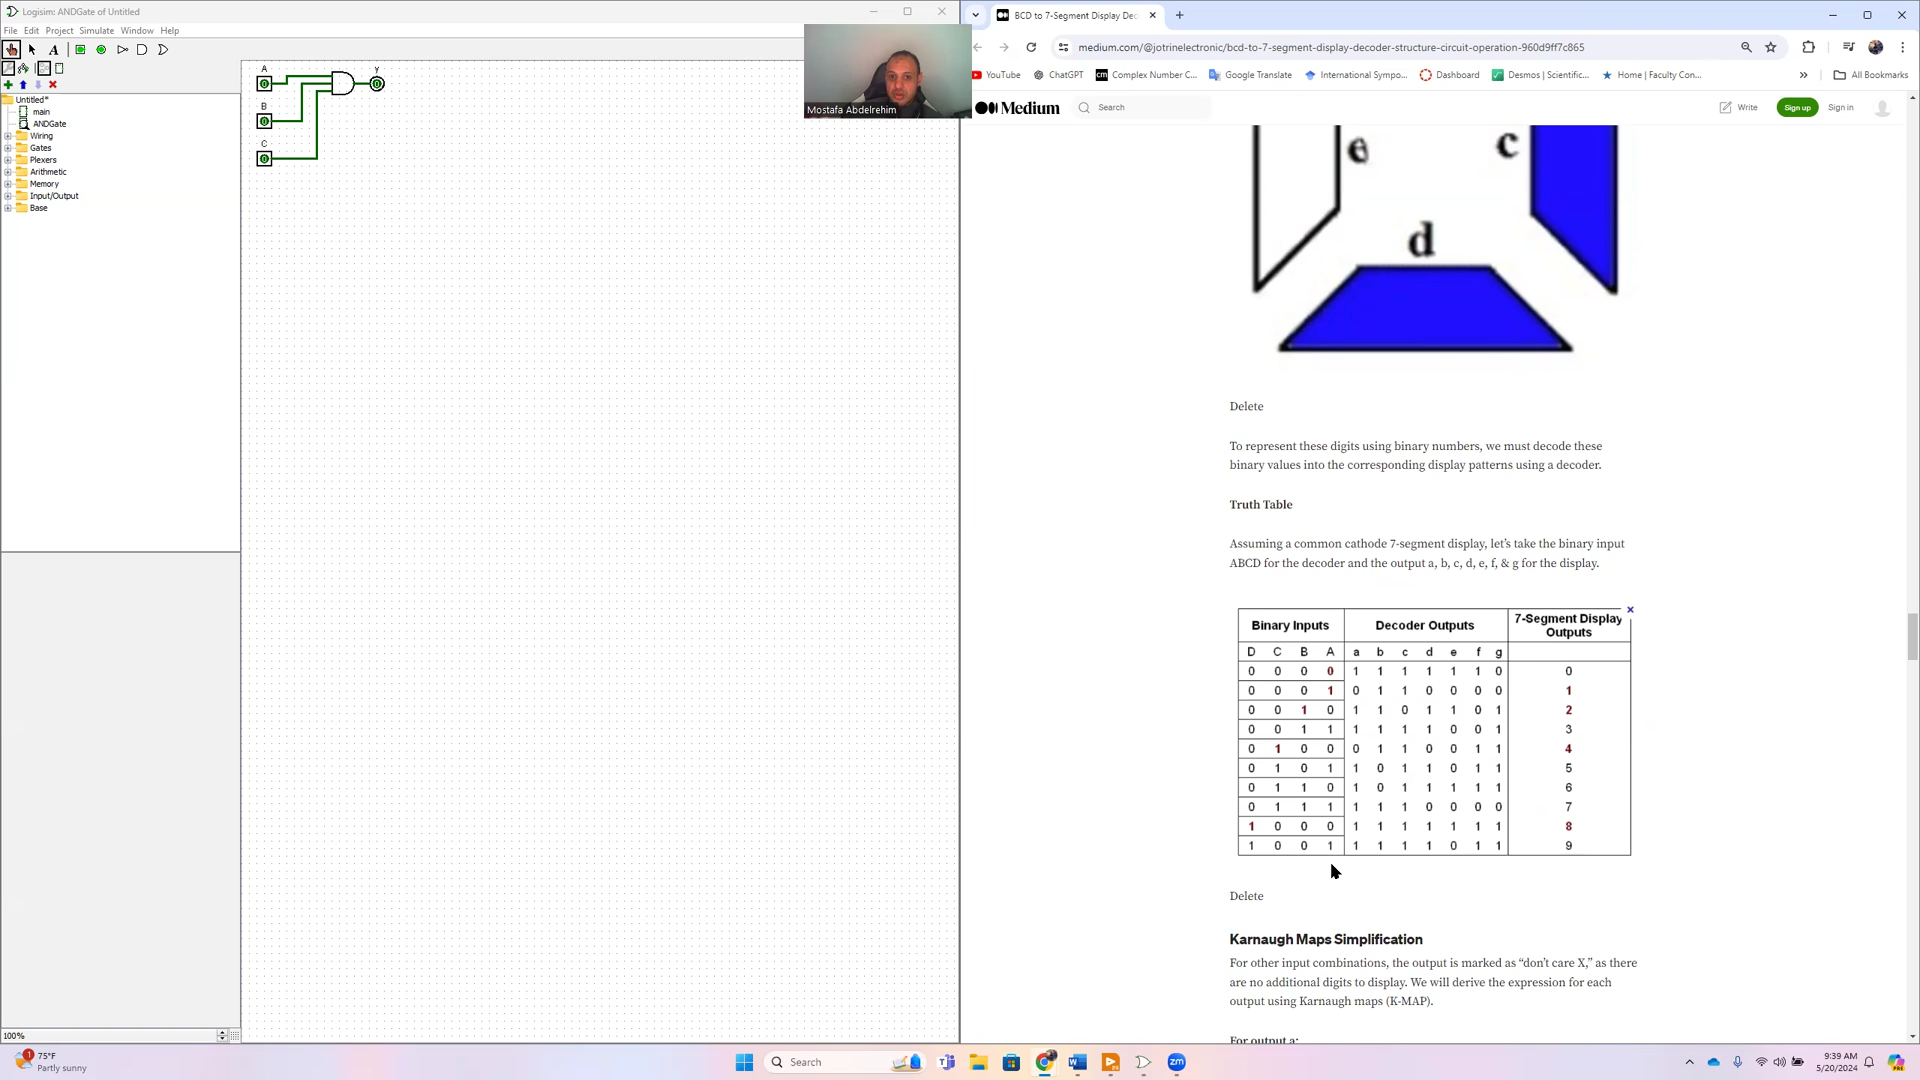 Logisim: ANDGate of Untitled
File Edit Project Simulate Window Help
A
Untitled*
main
ANDGate
Wiring
Gates
Plexers
Arithmetic
Memory
Input/Output
Base
100%
A
y
B
C
Mostafa Abdelrehim
BCD to 7-Segment Display Dec
medium.com/@jotrinelectronic/bcd-to-7-segment-display-decoder-structure-circuit-operation-960d9ff7c865
YouTube ChatGPT Complex Number C... Google Translate International Sympo... Dashboard Desmos | Scientific... Home | Faculty Con... All Bookmarks
Medium Search Write Sign up Sign in
e c
d
Delete
To represent these digits using binary numbers, we must decode these
binary values into the corresponding display patterns using a decoder.
Truth Table
Assuming a common cathode 7-segment display, let's take the binary input
ABCD for the decoder and the output a, b, c, d, e, f, & g for the display.
Binary Inputs Decoder Outputs 7-Segment Display
Outputs
D C B A a b c d e f g
0 0 0 0 1 1 1 1 1 1 0 0
0 0 0 1 0 1 1 0 0 0 0 1
0 0 1 0 1 1 0 1 1 0 1 2
0 0 1 1 1 1 1 1 0 0 1 3
0 1 0 0 0 1 1 0 0 1 1 4
0 1 0 1 1 0 1 1 0 1 1 5
0 1 1 0 1 0 1 1 1 1 1 6
0 1 1 1 1 1 1 0 0 0 0 7
1 0 0 0 1 1 1 1 1 1 1 8
1 0 0 1 1 1 1 1 0 1 1 9
Delete
Karnaugh Maps Simplification
For other input combinations, the output is marked as “don't care X,” as there
are no additional digits to display. We will derive the expression for each
output using Karnaugh maps (K-MAP).
For output a:
1 75°F
Partly sunny
Search
9:39 AM
5/20/2024